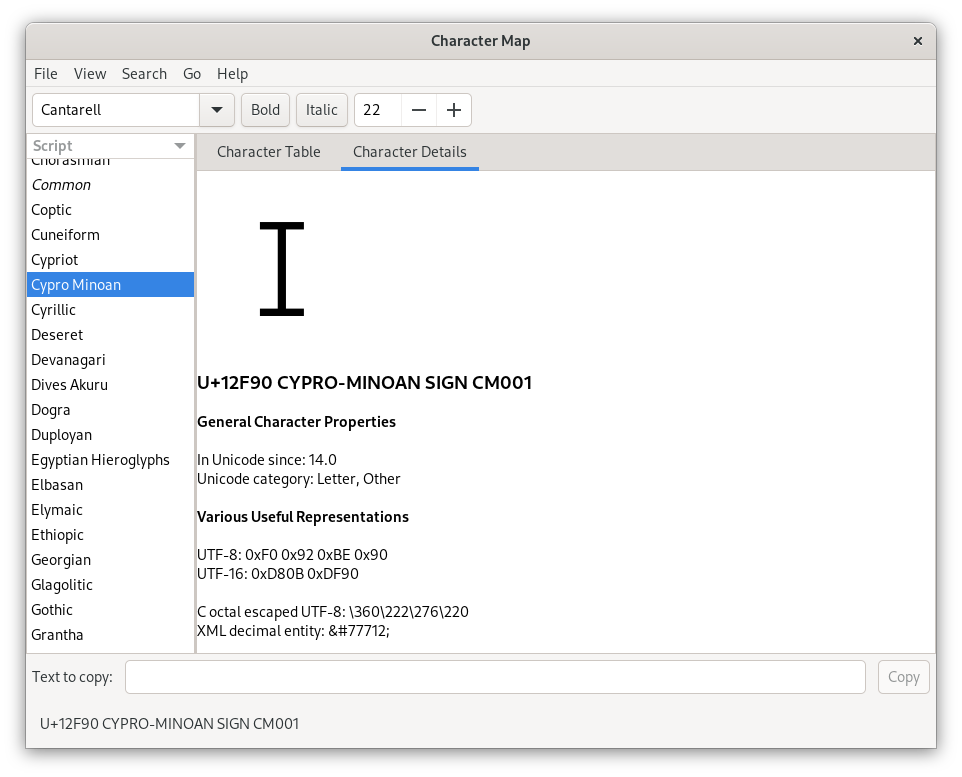 Character Map
File View Search Go Help
Cantarell Bold Italic 22
Script
Chorasmian
Common
Coptic
Cuneiform
Cypriot
Cypro Minoan
Cyrillic
Deseret
Devanagari
Dives Akuru
Dogra
Duployan
Egyptian Hieroglyphs
Elbasan
Elymaic
Ethiopic
Georgian
Glagolitic
Gothic
Grantha
Character Table Character Details
𒾐
U+12F90 CYPRO-MINOAN SIGN CM001
General Character Properties
In Unicode since: 14.0
Unicode category: Letter, Other
Various Useful Representations
UTF-8: 0xF0 0x92 0xBE 0x90
UTF-16: 0xD80B 0xDF90
C octal escaped UTF-8: \360\222\276\220
XML decimal entity: &#77712;
Text to copy: Copy
U+12F90 CYPRO-MINOAN SIGN CM001